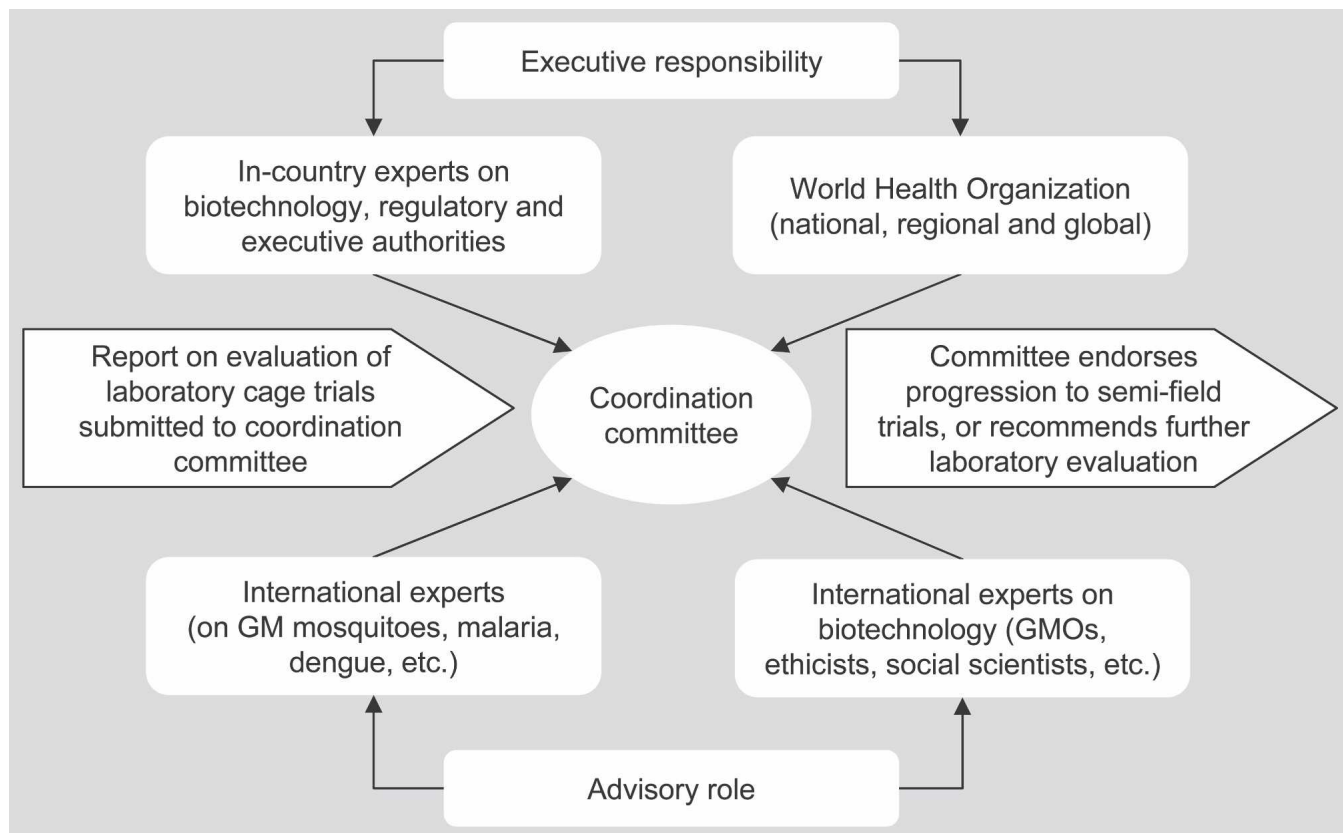 Executive responsibility
In-country experts on
biotechnology, regulatory and
executive authorities
World Health Organization
(national, regional and global)
Report on evaluation of
laboratory cage trials
submitted to coordination
committee
Coordination
committee
Committee endorses
progression to semi-field
trials, or recommends further
laboratory evaluation
International experts
(on GM mosquitoes, malaria,
dengue, etc.)
International experts on
biotechnology (GMOs,
ethicists, social scientists, etc.)
Advisory role